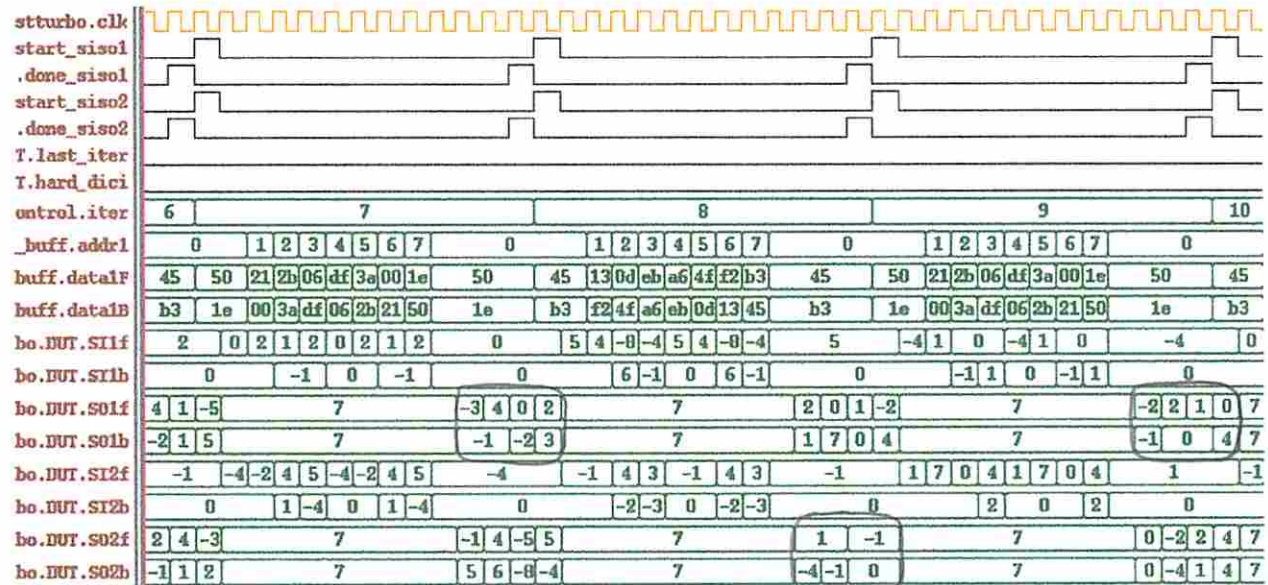 stturbo.clk
start_siso1
.done_siso1
start_siso2
.done_siso2
T.last_iter
T.hard_dici
ontrol.iter 6 7 8 9 10
_buff.addr1 0 1 2 3 4 5 6 7 0 1 2 3 4 5 6 7 0 1 2 3 4 5 6 7 0
buff.data1F 45 50 21 2b 06 df 3a 00 1e 50 45 13 0d eb a6 4f f2 b3 45 50 21 2b 06 df 3a 00 1e 50 45
buff.data1B b3 1e 00 3a df 06 2b 21 50 1e b3 f2 4f a6 eb 0d 13 45 b3 1e 00 3a df 06 2b 21 50 1e b3
bo.DUT.SI1f 2 0 2 1 2 0 2 1 2 0 5 4 -8 -4 5 4 -8 -4 5 -4 1 0 -4 1 0 -4 0
bo.DUT.SI1b 0 -1 0 -1 0 6 -1 0 6 -1 0 -1 1 0 -1 1 0
bo.DUT.SO1f 4 1 -5 7 -3 4 0 2 7 2 0 1 -2 7 -2 2 1 0 7
bo.DUT.SO1b -2 1 5 7 -1 -2 3 7 1 7 0 4 7 -1 0 4 7
bo.DUT.SI2f -1 -4 -2 4 5 -4 -2 4 5 -4 -1 4 3 -1 4 3 -1 1 7 0 4 1 7 0 4 1 -1
bo.DUT.SI2b 0 1 -4 0 1 -4 0 -2 -3 0 -2 -3 0 2 0 2 0
bo.DUT.SO2f 2 4 -3 7 -1 4 -5 5 7 1 -1 7 0 -2 2 4 7
bo.DUT.SO2b -1 1 2 7 5 6 -8 -4 7 -4 -1 0 7 0 -4 1 4 7